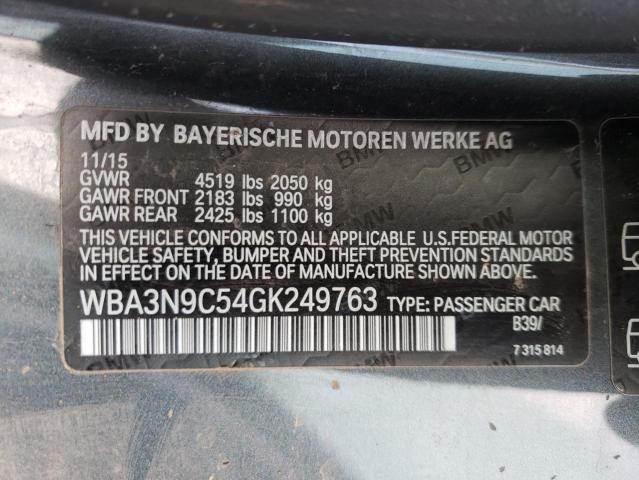 MFD BY BAYERISCHE MOTOREN WERKE AG
11/15
GVWR 4519 lbs 2050 kg
GAWR FRONT 2183 lbs 990 kg
GAWR REAR 2425 lbs 1100 kg
THIS VEHICLE CONFORMS TO ALL APPLICABLE U.S.FEDERAL MOTOR
VEHICLE SAFETY, BUMPER AND THEFT PREVENTION STANDARDS
IN EFFECT ON THE DATE OF MANUFACTURE SHOWN ABOVE.
WBA3N9C54GK249763 TYPE: PASSENGER CAR
B39/
7 315 814